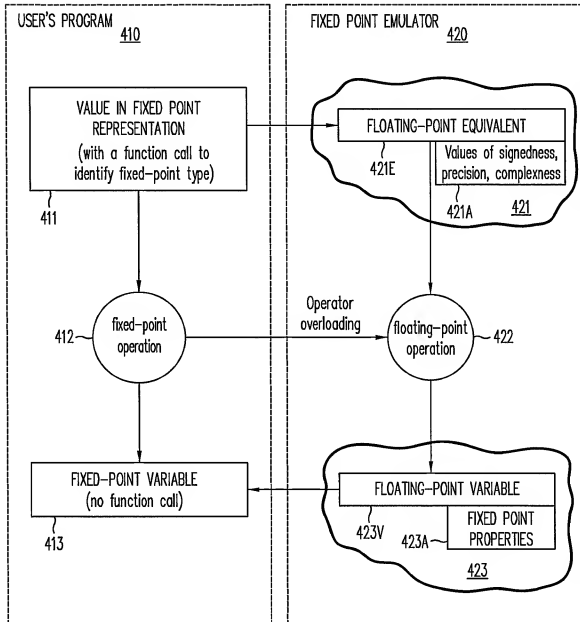 USER'S PROGRAM
410
VALUE IN FIXED POINT
REPRESENTATION
(with a function call to
identify fixed-point type)
411
fixed-point
operation
412
FIXED-POINT VARIABLE
(no function call)
413
Operator
overloading
FIXED POINT EMULATOR
420
FLOATING-POINT EQUIVALENT
421E
Values of signedness,
precision, complexness
421A
421
floating-point
operation
422
FLOATING-POINT VARIABLE
423V
FIXED POINT
PROPERTIES
423A
423